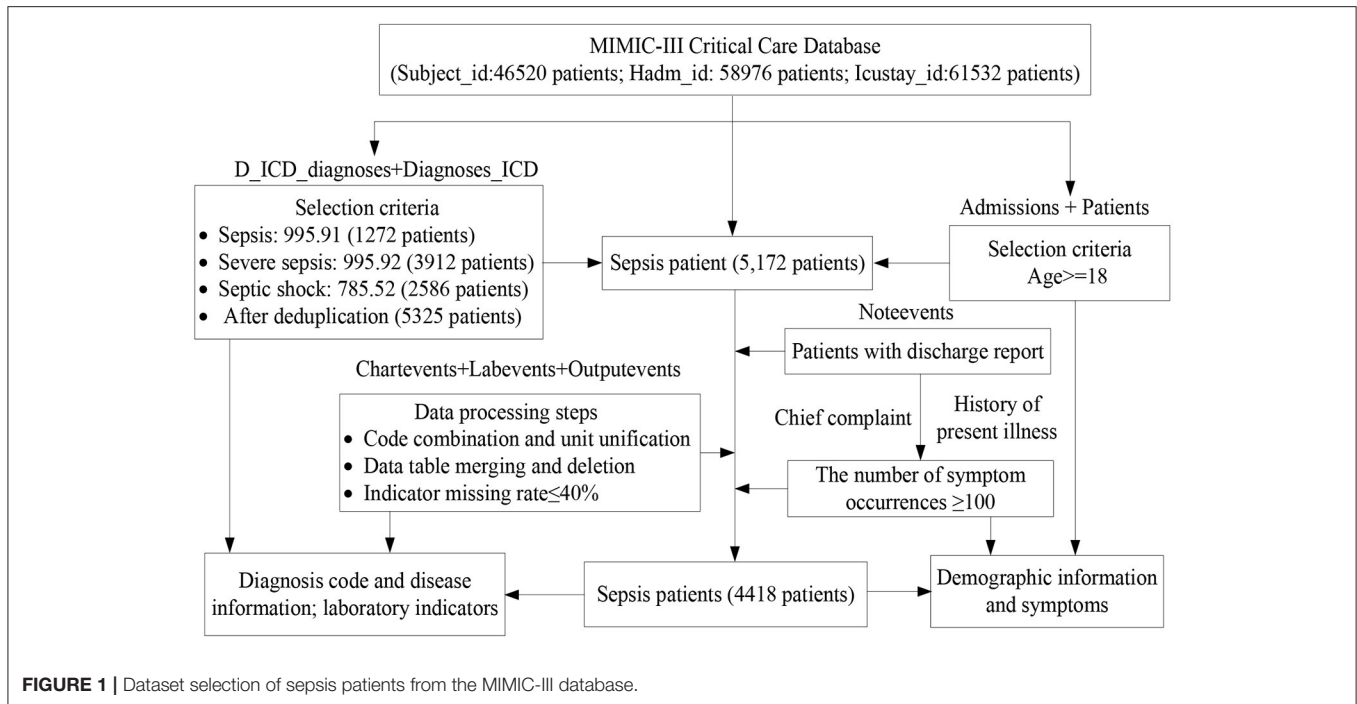 MIMIC-III Critical Care Database
(Subject_id:46520 patients; Hadm_id: 58976 patients; Icustay_id:61532 patients)
D_ICD_diagnoses+Diagnoses_ICD
Selection criteria
• Sepsis: 995.91 (1272 patients)
• Severe sepsis: 995.92 (3912 patients)
• Septic shock: 785.52 (2586 patients)
• After deduplication (5325 patients)
Sepsis patient (5,172 patients)
Admissions + Patients
Selection criteria
Age>=18
Noteevents
Patients with discharge report
Chief complaint
History of
present illness
The number of symptom
occurrences ≥100
Chartevents+Labevents+Outputevents
Data processing steps
• Code combination and unit unification
• Data table merging and deletion
• Indicator missing rate≤40%
Diagnosis code and disease
information; laboratory indicators
Sepsis patients (4418 patients)
Demographic information
and symptoms
FIGURE 1 | Dataset selection of sepsis patients from the MIMIC-III database.